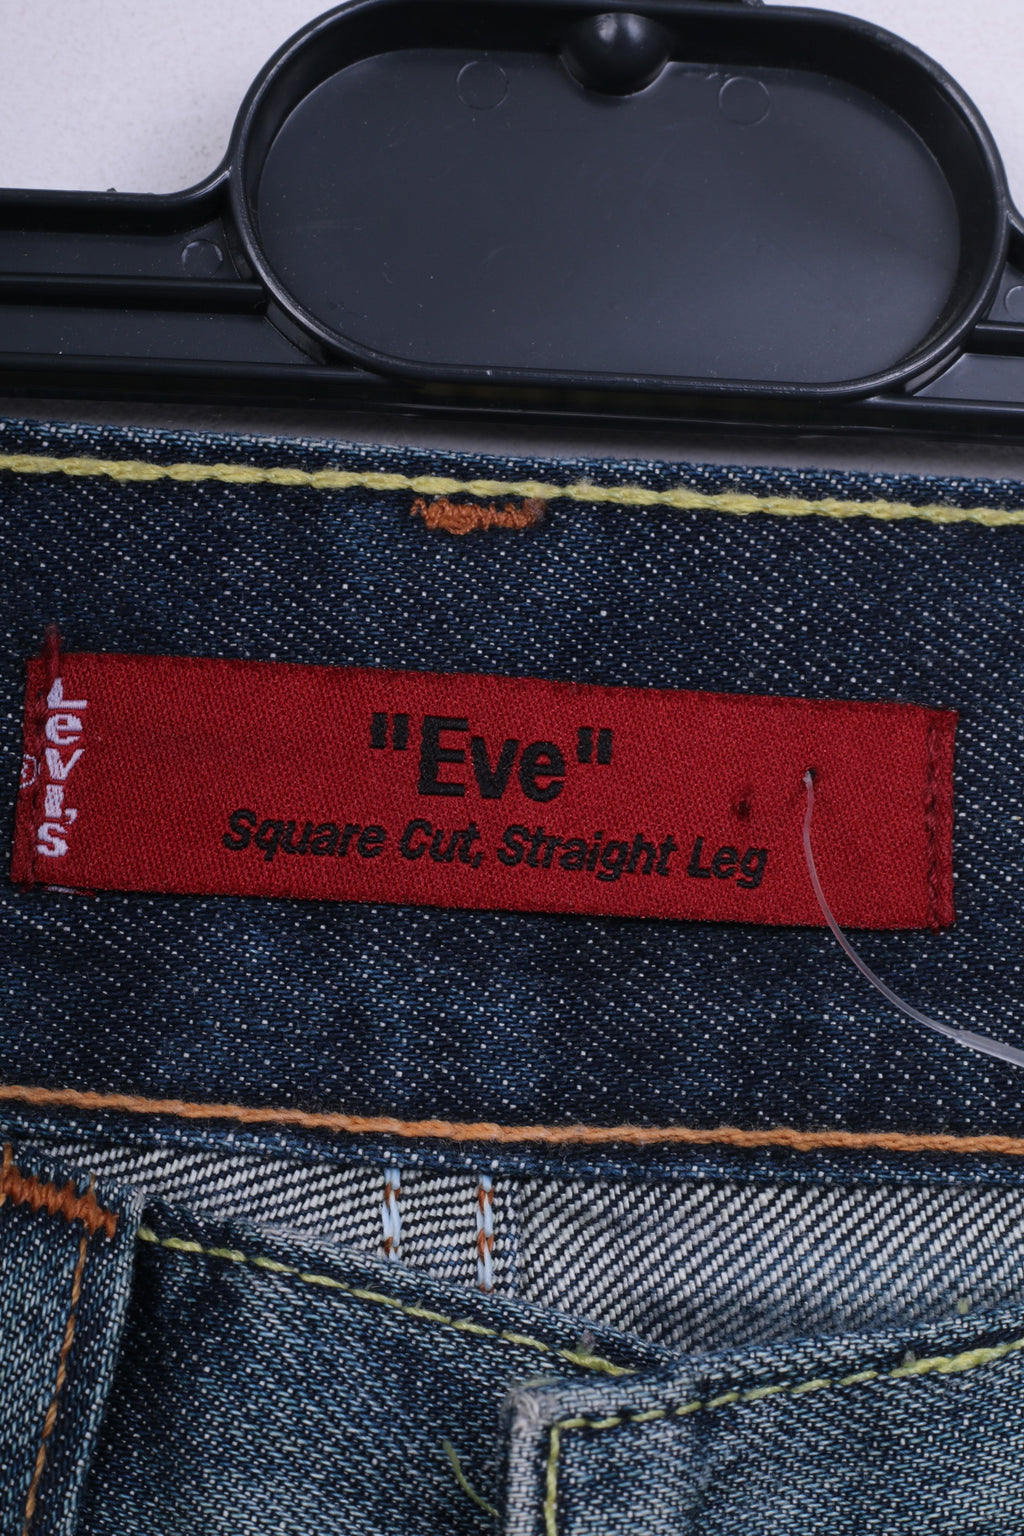 LeVI'S
®
"Eve"
Square Cut, Straight Leg